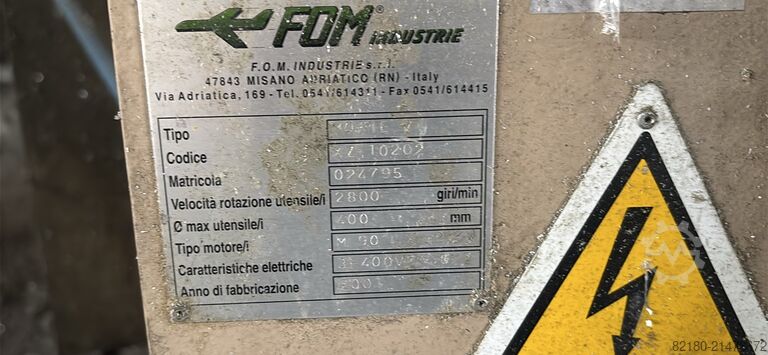 FOM® INDUSTRIE
F.O.M. INDUSTRIE s.r.l.
47843 MISANO ADRIATICO (RN) - Italy
Via Adriatica, 169 - Tel. 0541/614311 - Fax 0541/614415
Tipo
Codice
Matricola 024795
Velocità rotazione utensile/i 2800 giri/min
Ø max utensile/i 400 mm
Tipo motore/i
Caratteristiche elettriche
Anno di fabbricazione